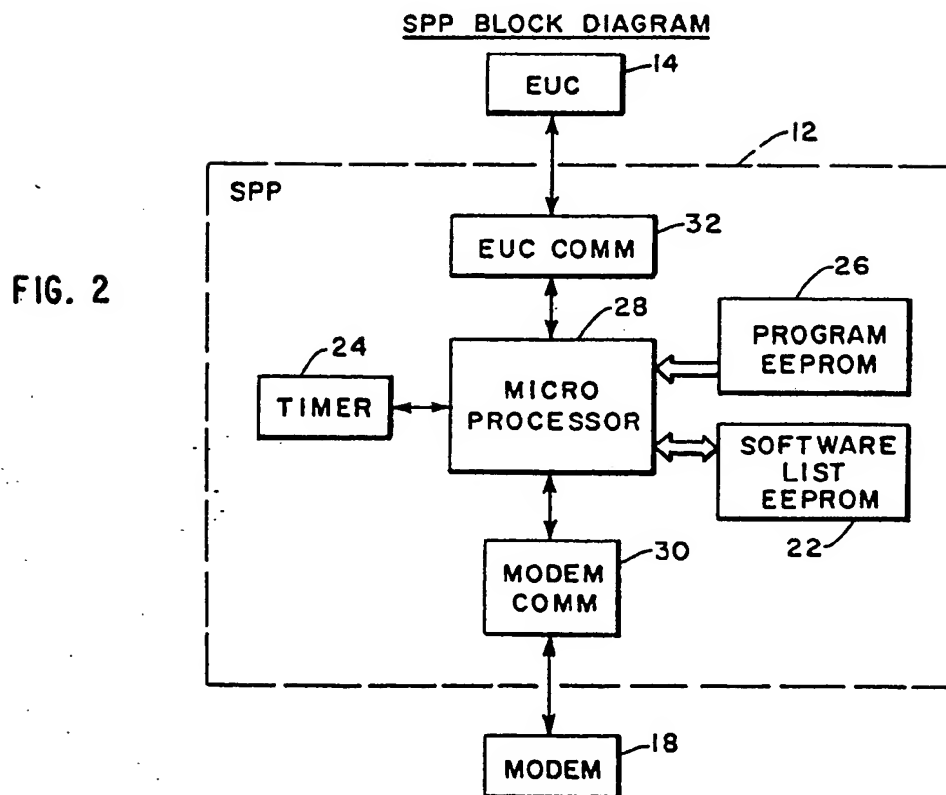 SPP BLOCK DIAGRAM
EUC
14
12
SPP
EUC COMM
32
FIG. 2
26
PROGRAM
EEPROM
28
24
TIMER
MICRO
PROCESSOR
SOFTWARE
LIST
EEPROM
22
30
MODEM
COMM
MODEM
18